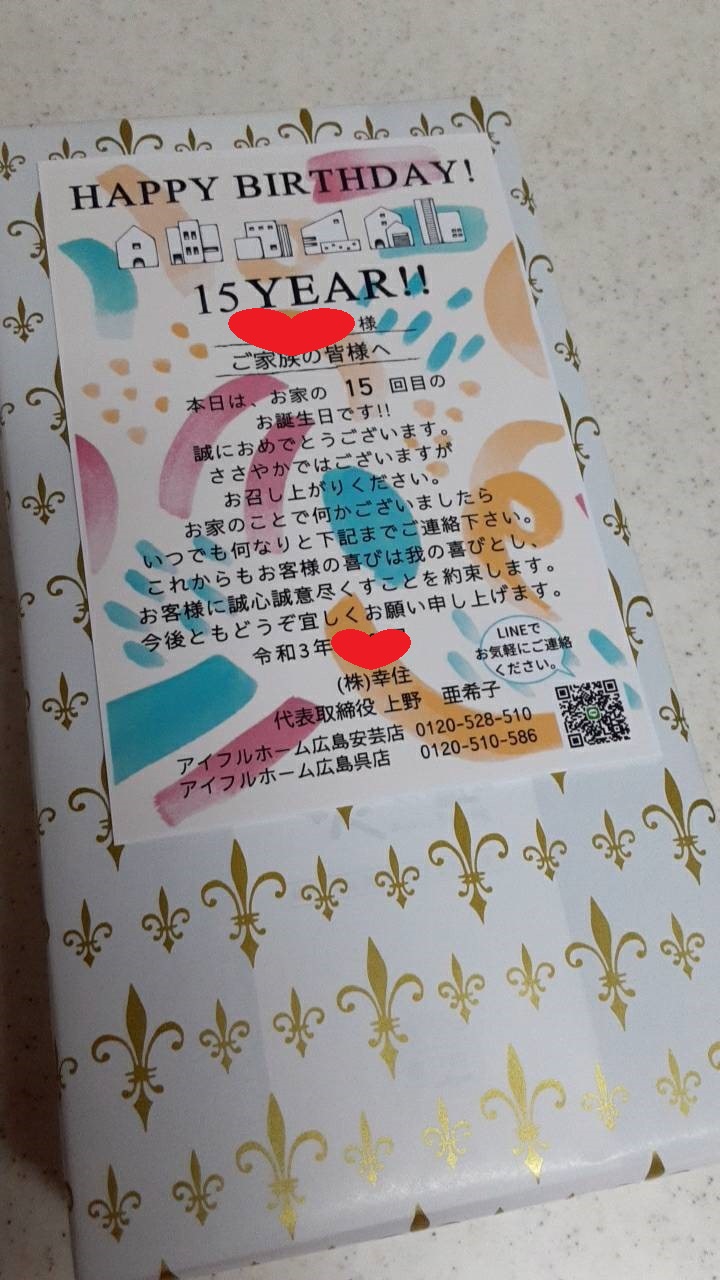 HAPPY BIRTHDAY!
15 YEAR!!
様
ご家族の皆様へ
本日は、お家の 15 回目の
お誕生日です!!
誠におめでとうございます。
ささやかではございますが
お召し上がりください。
お家のことで何かございましたら
いつでも何なりと下記までご連絡下さい。
これからもお客様の喜びは我の喜びとし、
お客様に誠心誠意尽くすことを約束します。
今後ともどうぞ宜しくお願い申し上げます。
令和3年
LINEで
お気軽にご連絡
ください。
(株)幸住
代表取締役 上野 亜希子
アイフルホーム広島安芸店 0120-528-510
アイフルホーム広島呉店 0120-510-586